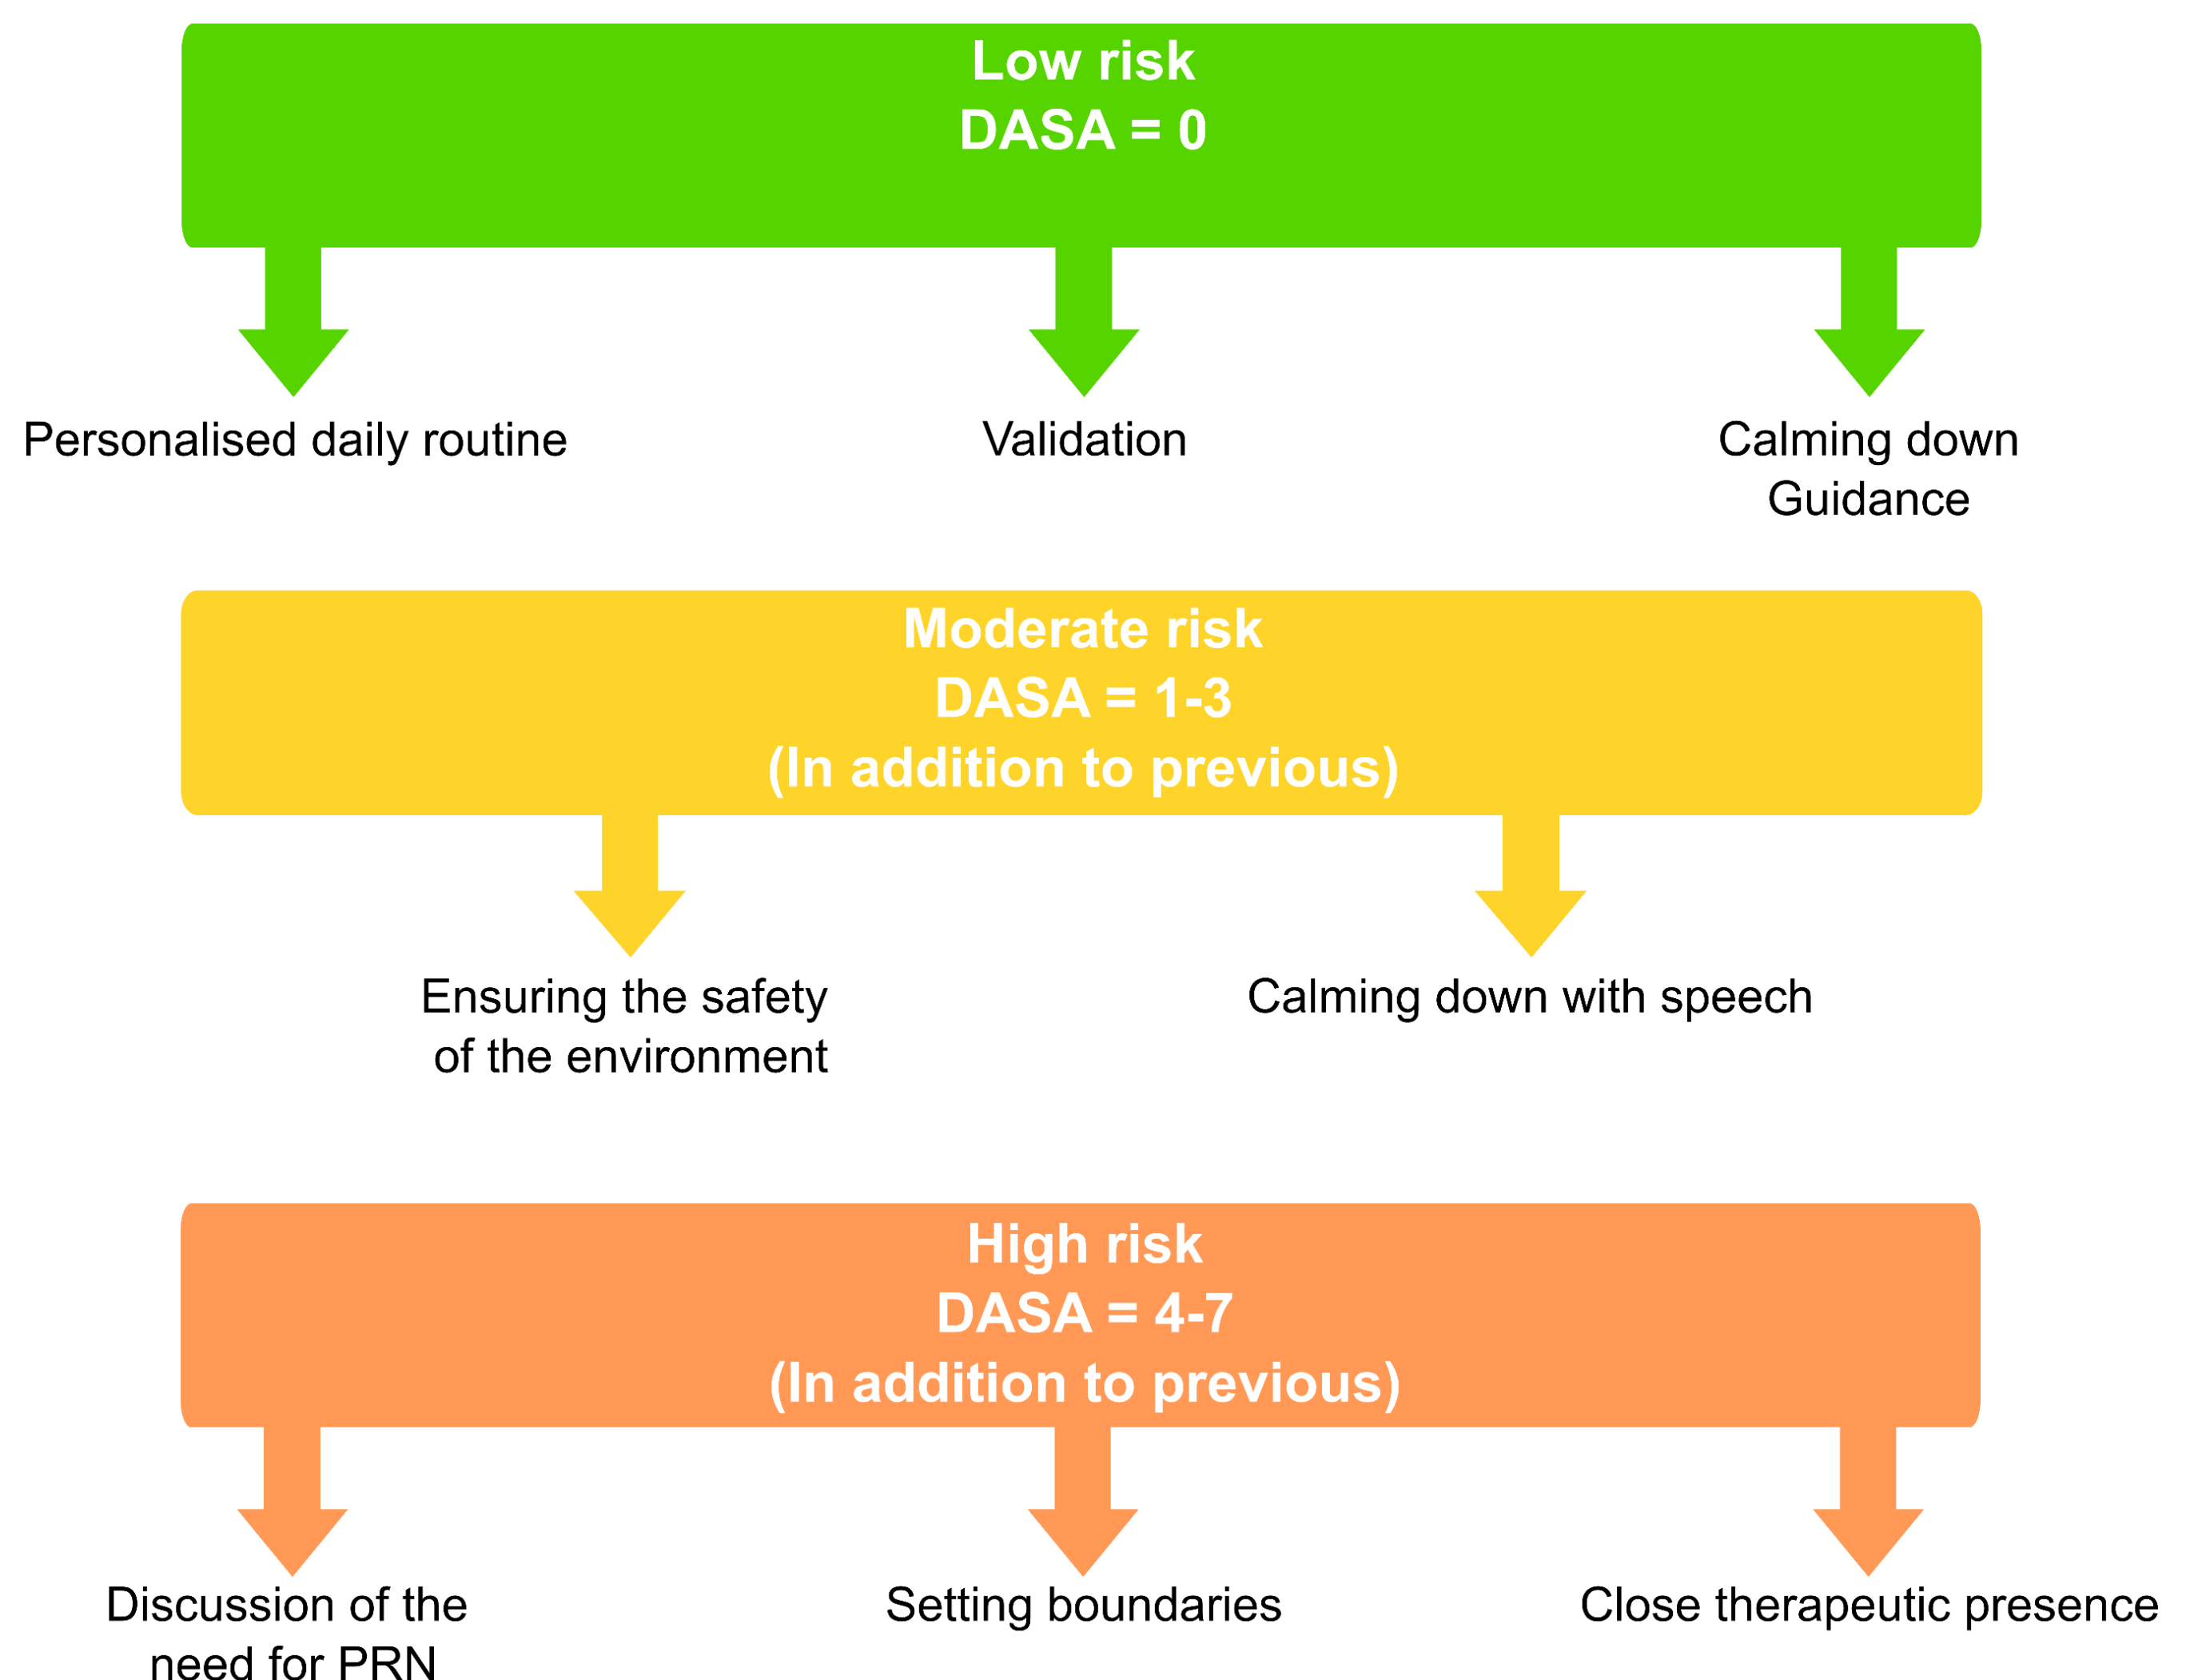 Low risk
DASA = 0
Personalised daily routine
Validation
Calming down
Guidance
Moderate risk
DASA = 1-3
(In addition to previous)
Ensuring the safety
of the environment
Calming down with speech
High risk
DASA = 4-7
(In addition to previous)
Discussion of the
need for PRN
Setting boundaries
Close therapeutic presence